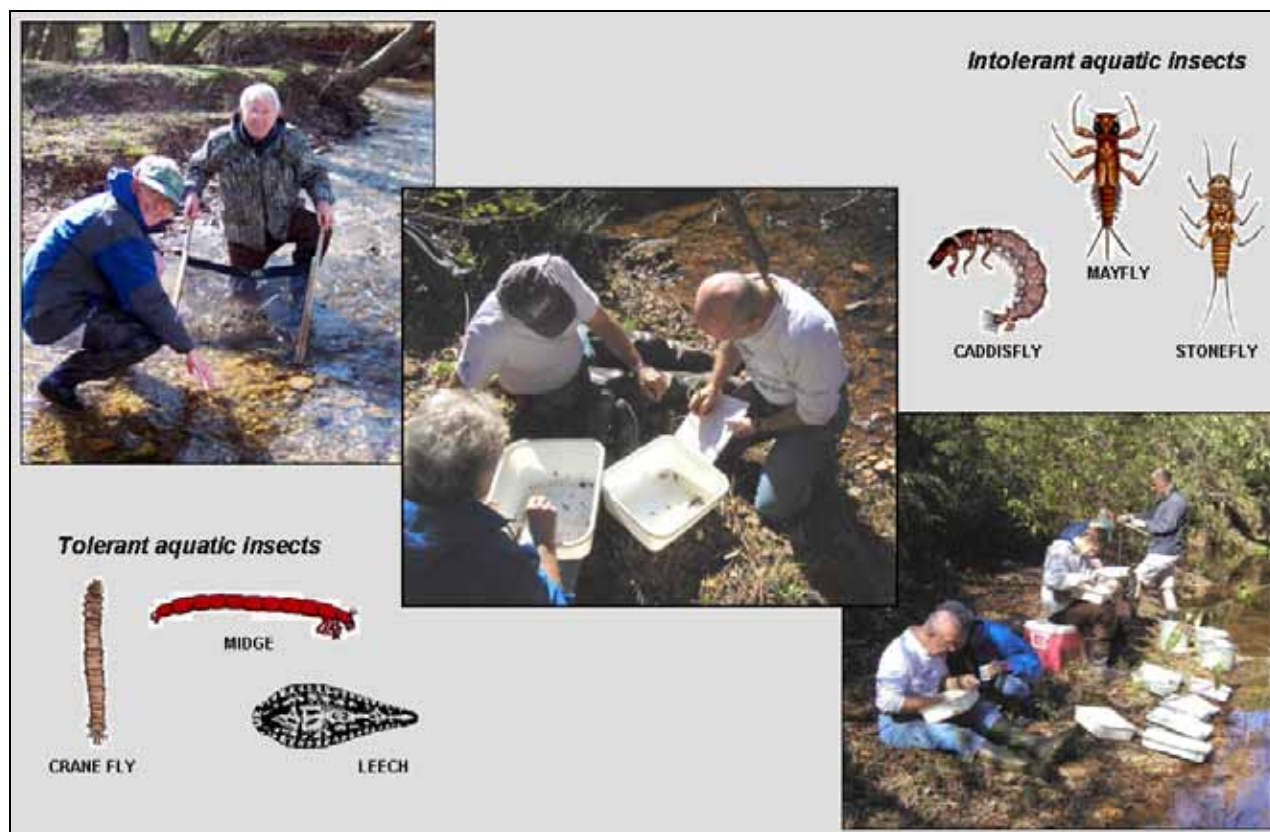 Intolerant aquatic insects
MAYFLY
CADDISFLY
STONEFLY
Tolerant aquatic insects
MIDGE
CRANE FLY
LEECH